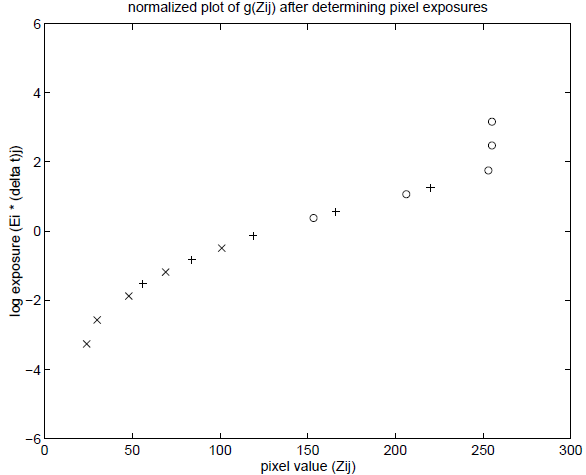 normalized plot of g(Zij) after determining pixel exposures
6
4
2
0
−2
−4
−6
log exposure (Ei * (delta t)j)
0 50 100 150 200 250 300
pixel value (Zij)